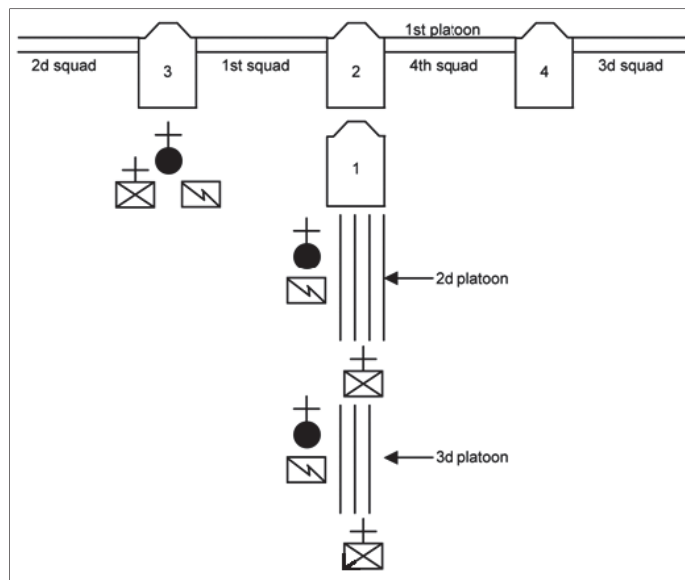 1st platoon
2d squad 3 1st squad 2 4th squad 4 3d squad
1
2d platoon
3d platoon